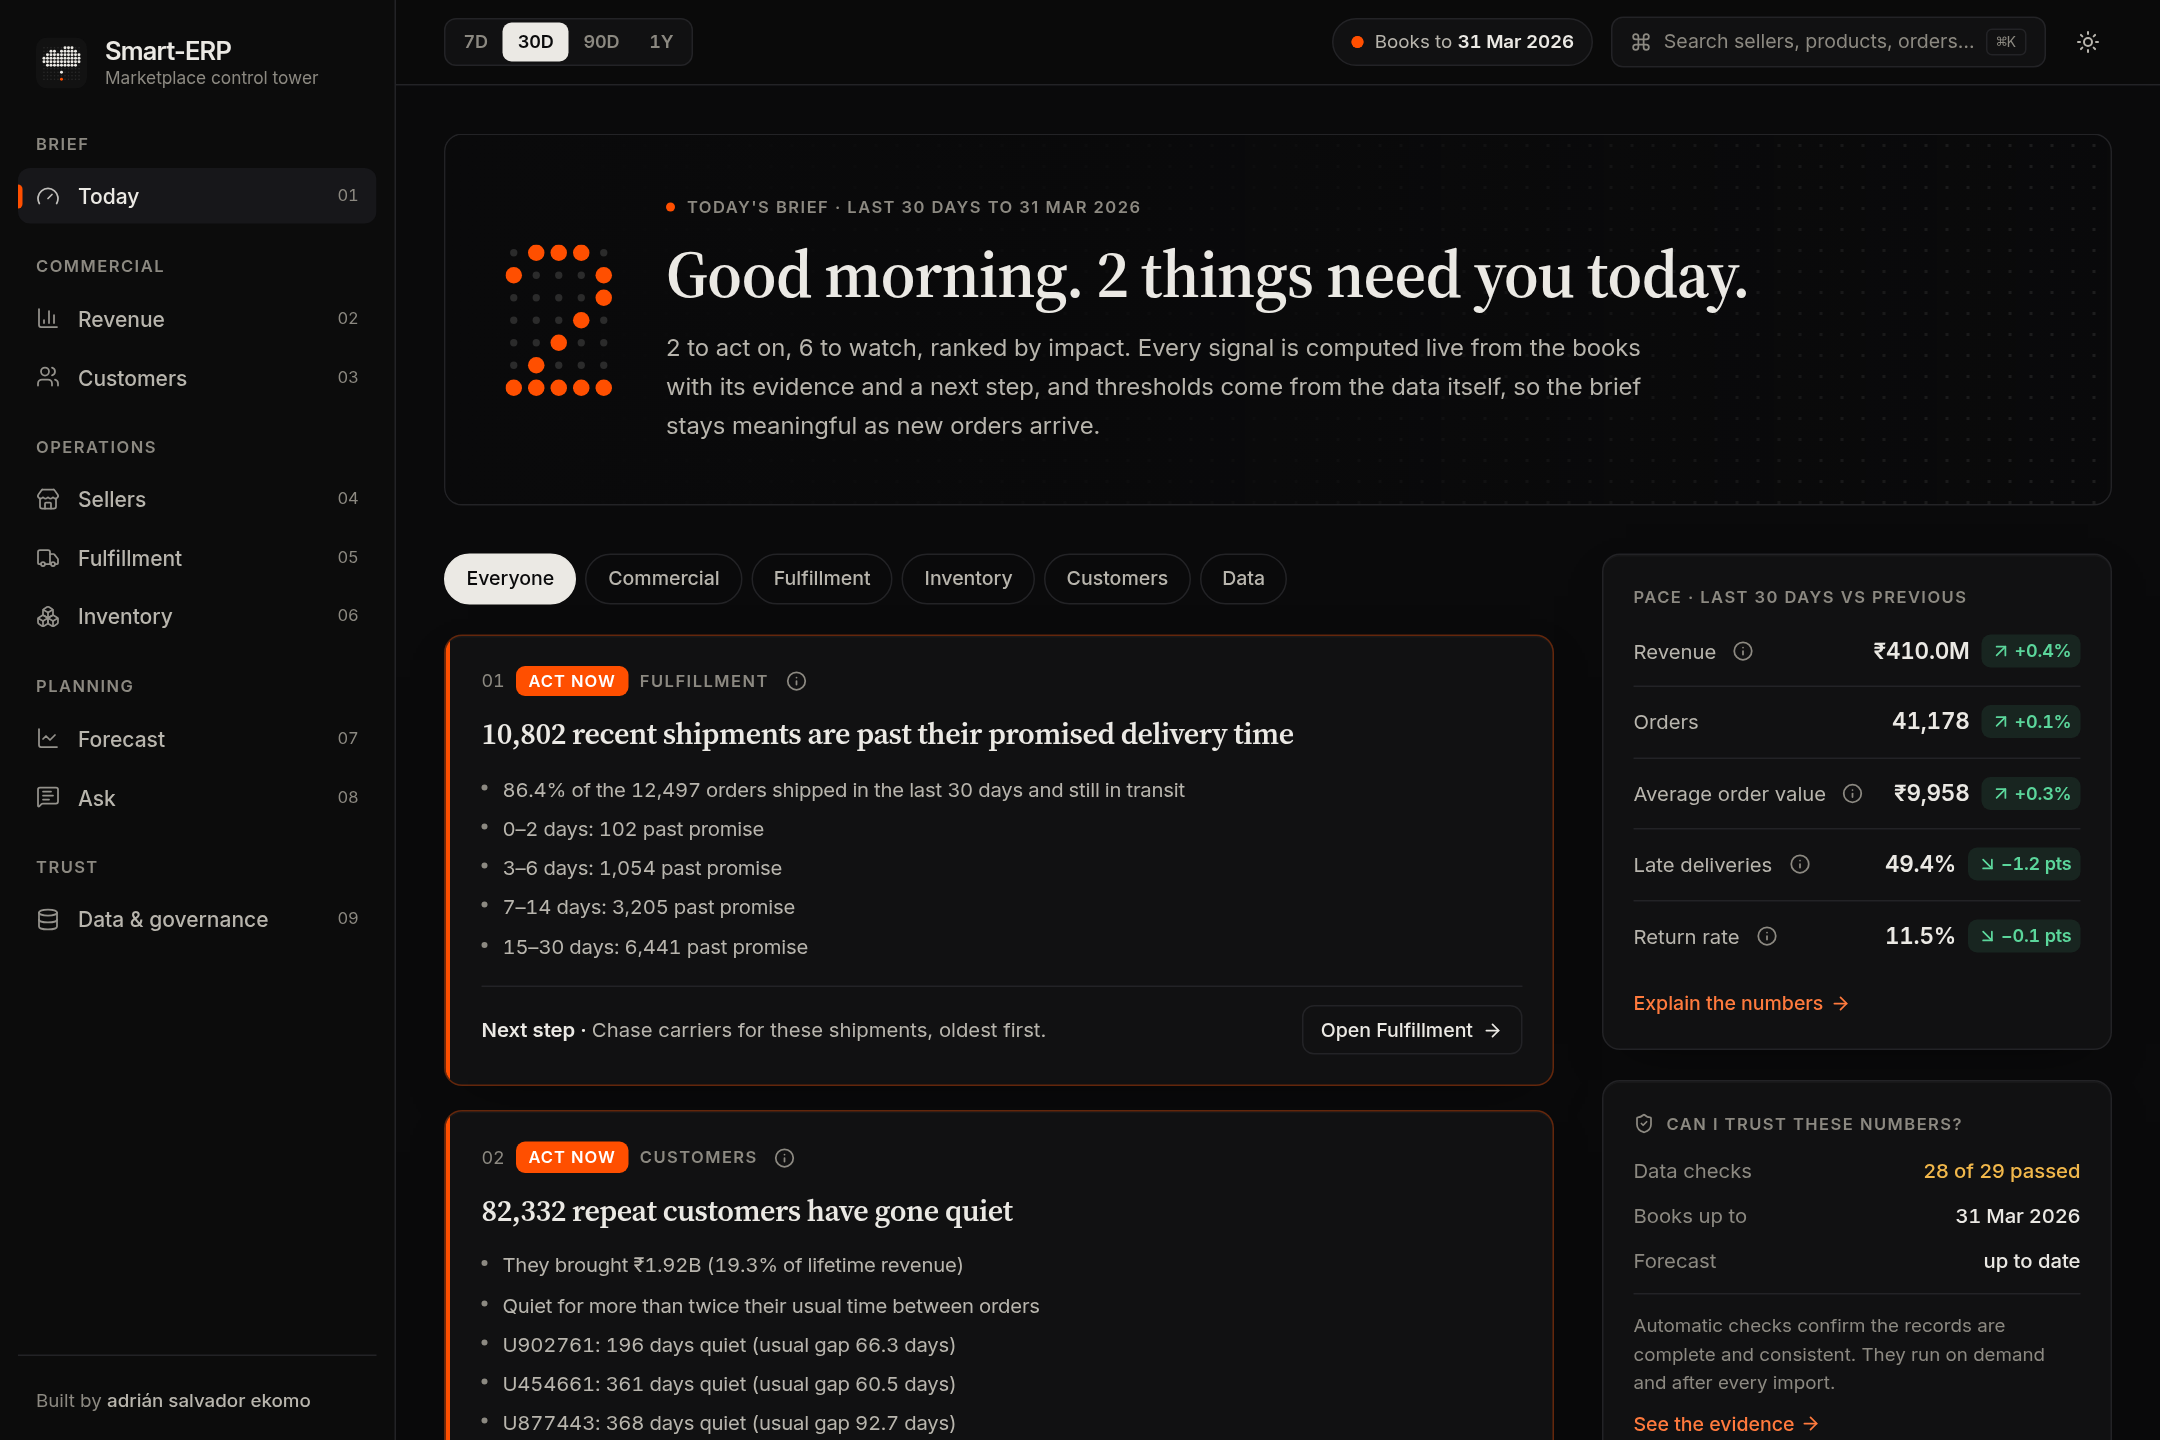 Smart-ERP
Marketplace control tower
BRIEF
Today 01
COMMERCIAL
Revenue 02
Customers 03
OPERATIONS
Sellers 04
Fulfillment 05
Inventory 06
PLANNING
Forecast 07
Ask 08
TRUST
Data & governance 09
Built by adrián salvador ekomo
7D 30D 90D 1Y
Books to 31 Mar 2026
⌘ Search sellers, products, orders... ⌘K
TODAY'S BRIEF · LAST 30 DAYS TO 31 MAR 2026
Good morning. 2 things need you today.
2 to act on, 6 to watch, ranked by impact. Every signal is computed live from the books
with its evidence and a next step, and thresholds come from the data itself, so the brief
stays meaningful as new orders arrive.
Everyone Commercial Fulfillment Inventory Customers Data
01 ACT NOW FULFILLMENT
10,802 recent shipments are past their promised delivery time
• 86.4% of the 12,497 orders shipped in the last 30 days and still in transit
• 0–2 days: 102 past promise
• 3–6 days: 1,054 past promise
• 7–14 days: 3,205 past promise
• 15–30 days: 6,441 past promise
Next step · Chase carriers for these shipments, oldest first.
Open Fulfillment →
02 ACT NOW CUSTOMERS
82,332 repeat customers have gone quiet
• They brought ₹1.92B (19.3% of lifetime revenue)
• Quiet for more than twice their usual time between orders
• U902761: 196 days quiet (usual gap 66.3 days)
• U454661: 361 days quiet (usual gap 60.5 days)
• U877443: 368 days quiet (usual gap 92.7 days)
PACE · LAST 30 DAYS VS PREVIOUS
Revenue ₹410.0M ↗ +0.4%
Orders 41,178 ↗ +0.1%
Average order value ₹9,958 ↗ +0.3%
Late deliveries 49.4% ↘ −1.2 pts
Return rate 11.5% ↘ −0.1 pts
Explain the numbers →
CAN I TRUST THESE NUMBERS?
Data checks 28 of 29 passed
Books up to 31 Mar 2026
Forecast up to date
Automatic checks confirm the records are
complete and consistent. They run on demand
and after every import.
See the evidence →